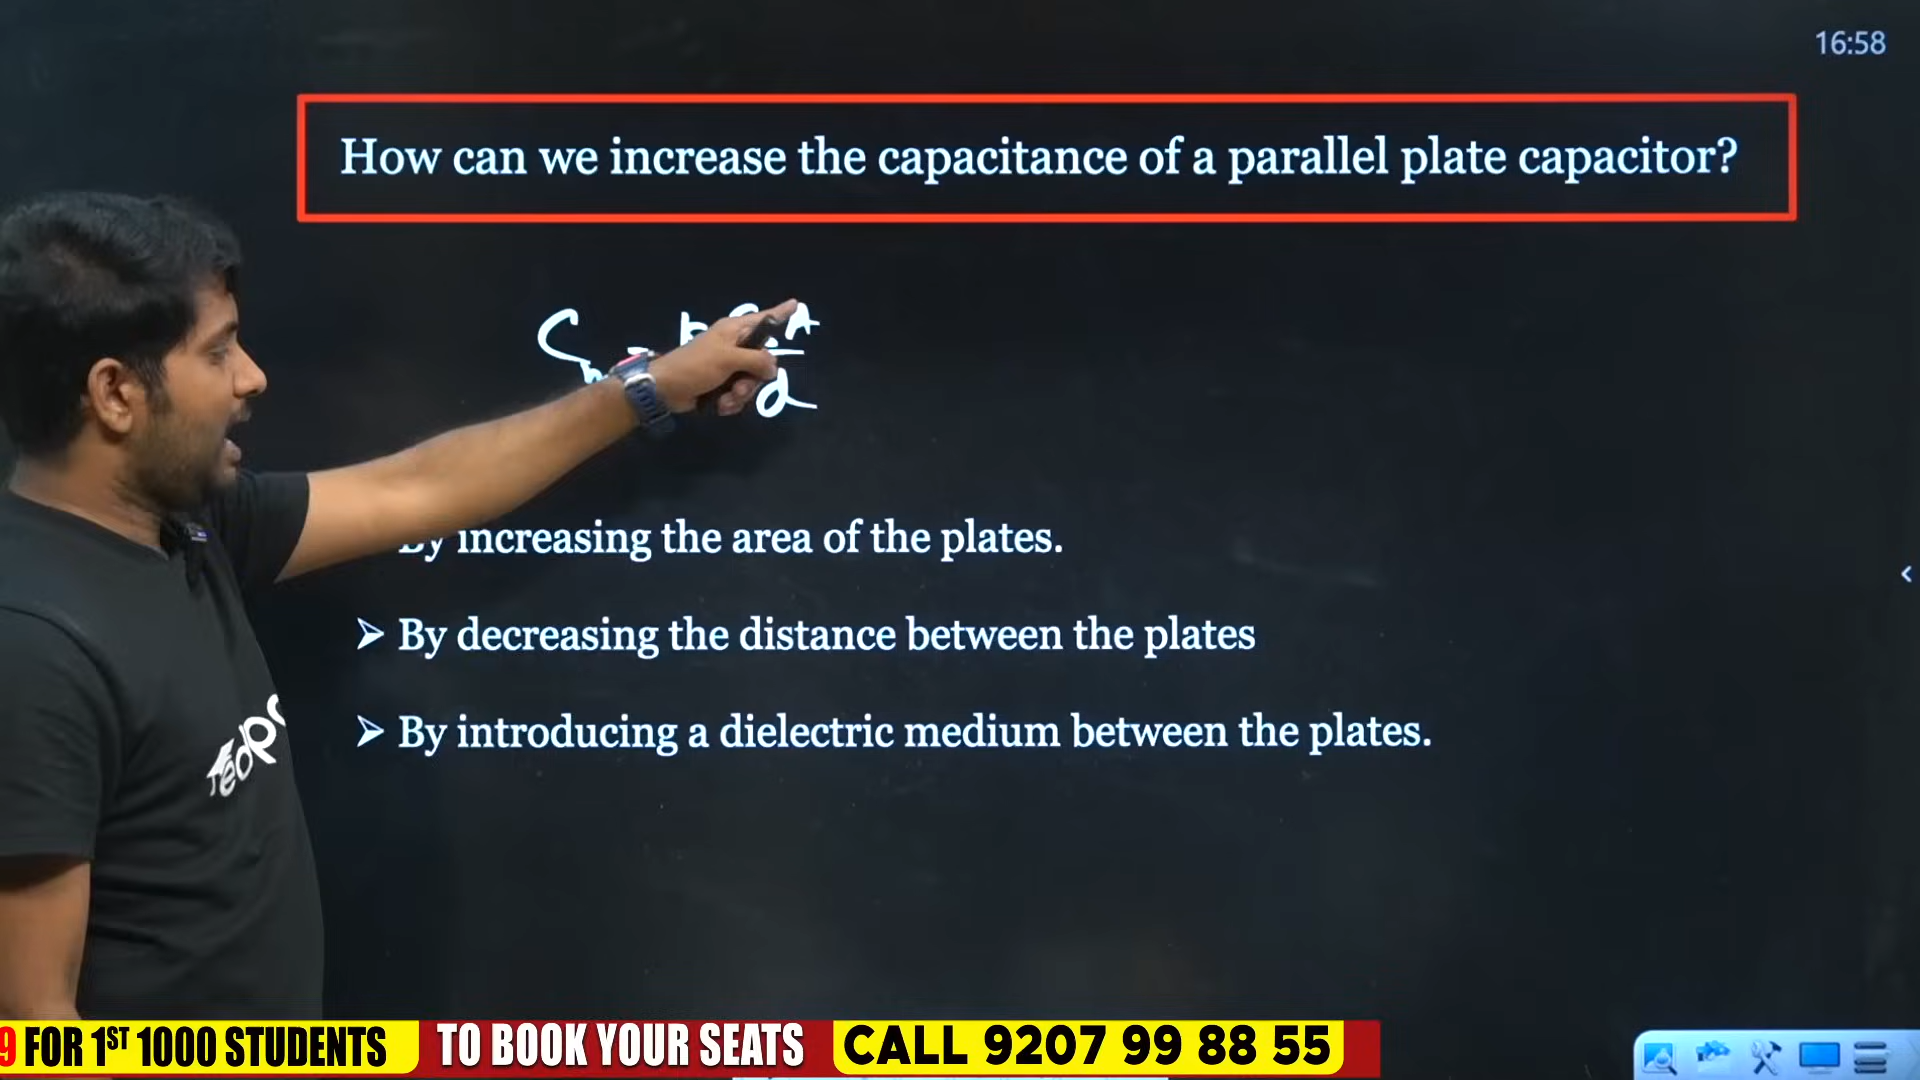 16:58
How can we increase the capacitance of a parallel plate capacitor?
A
d
By increasing the area of the plates.
➢ By decreasing the distance between the plates
➢ By introducing a dielectric medium between the plates.
9 FOR 1ST 1000 STUDENTS TO BOOK YOUR SEATS CALL 9207 99 88 55